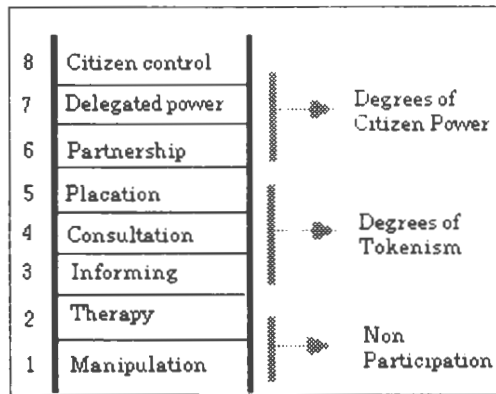 8 Citizen control
7 Delegated power
6 Partnership
Degrees of
Citizen Power
5 Placation
4 Consultation
3 Informing
Degrees of
Tokenism
2 Therapy
1 Manipulation
Non
Participation